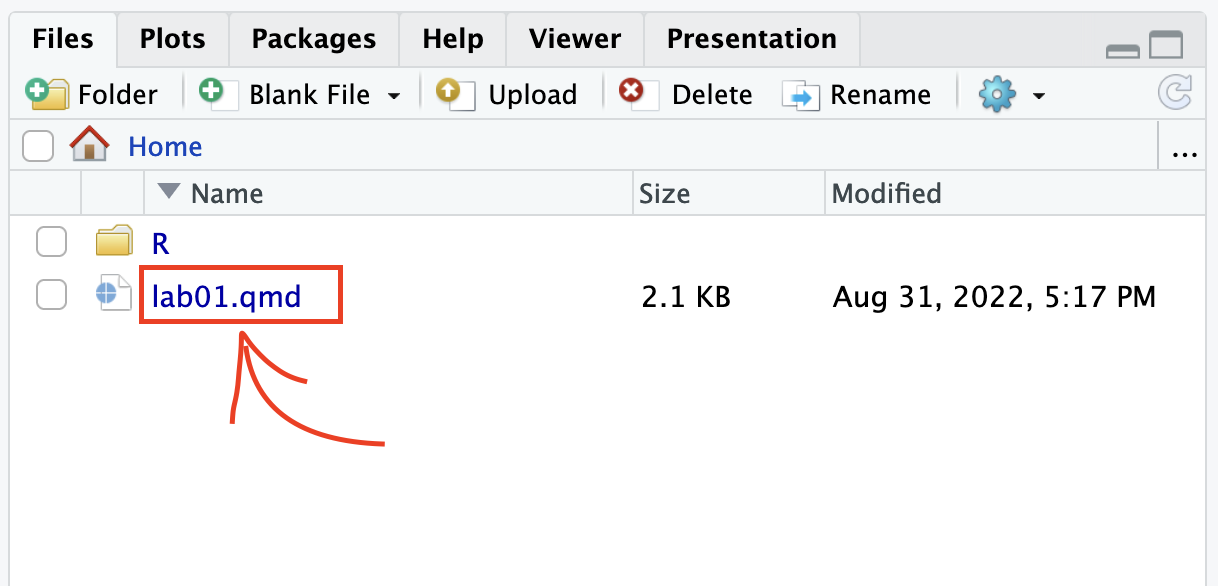 Files Plots Packages Help Viewer Presentation
Folder Blank File Upload Delete Rename
Home ...
Name Size Modified
R
lab01.qmd 2.1 KB Aug 31, 2022, 5:17 PM